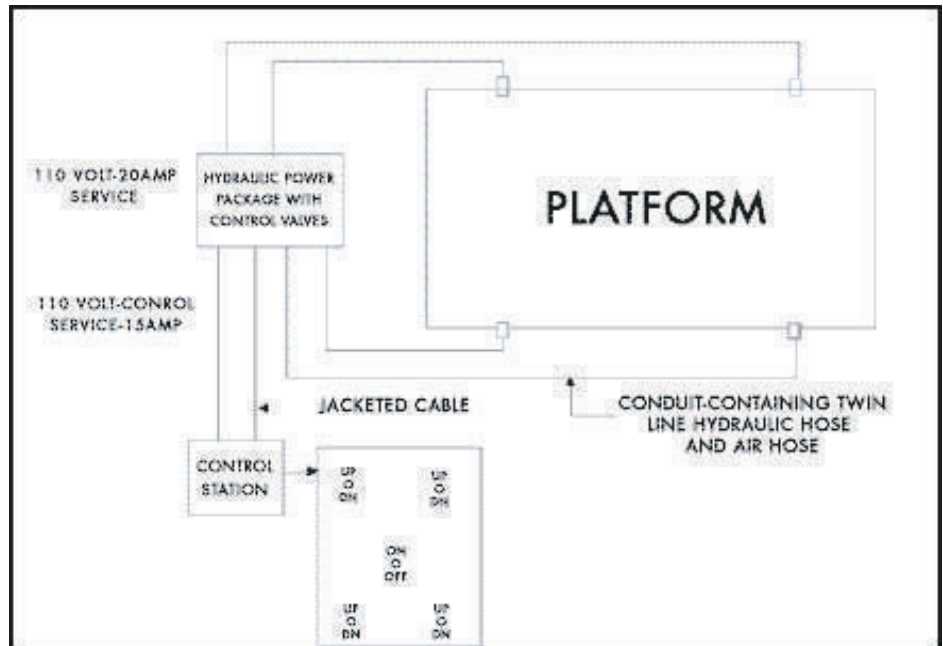 110 VOLT-20AMP
SERVICE
HYDRAULIC POWER
PACKAGE WITH
CONTROL VALVES
PLATFORM
110 VOLT-CONROL
SERVICE-15AMP
JACKETED CABLE
CONDUIT-CONTAINING TWIN
LINE HYDRAULIC HOSE
AND AIR HOSE
CONTROL
STATION
UP
O
DN
UP
O
DN
ON
O
OFF
UP
O
DN
UP
O
DN